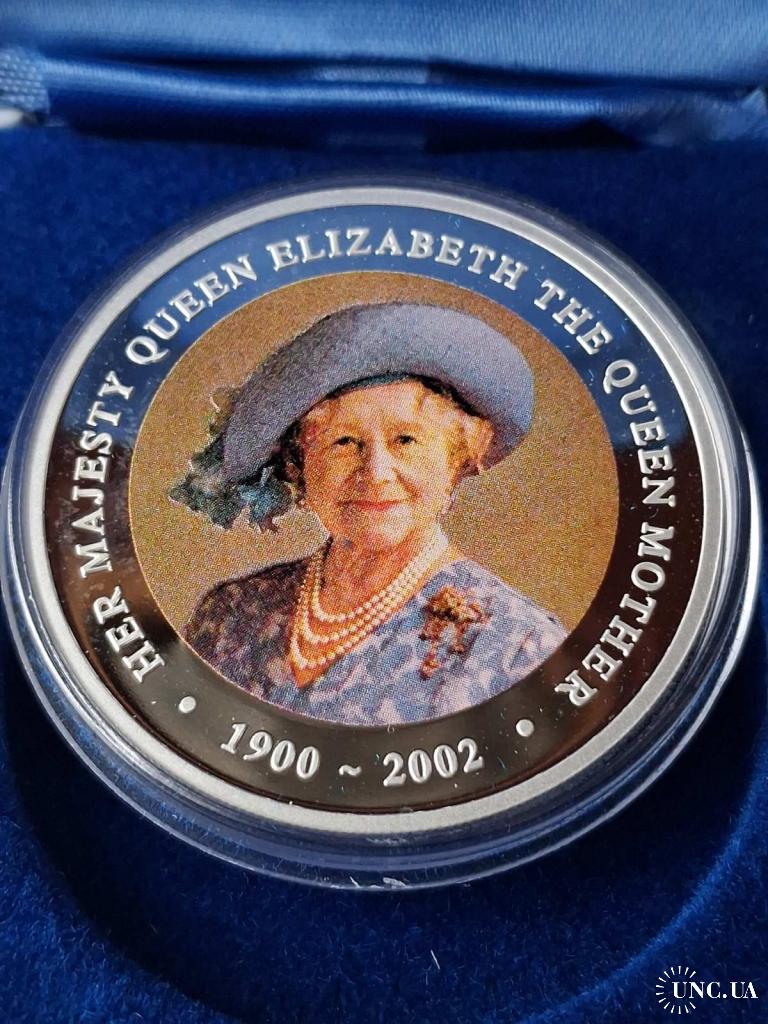 HER MAJESTY QUEEN ELIZABETH THE QUEEN MOTHER
• 1900 ~ 2002 •
UNC.UA